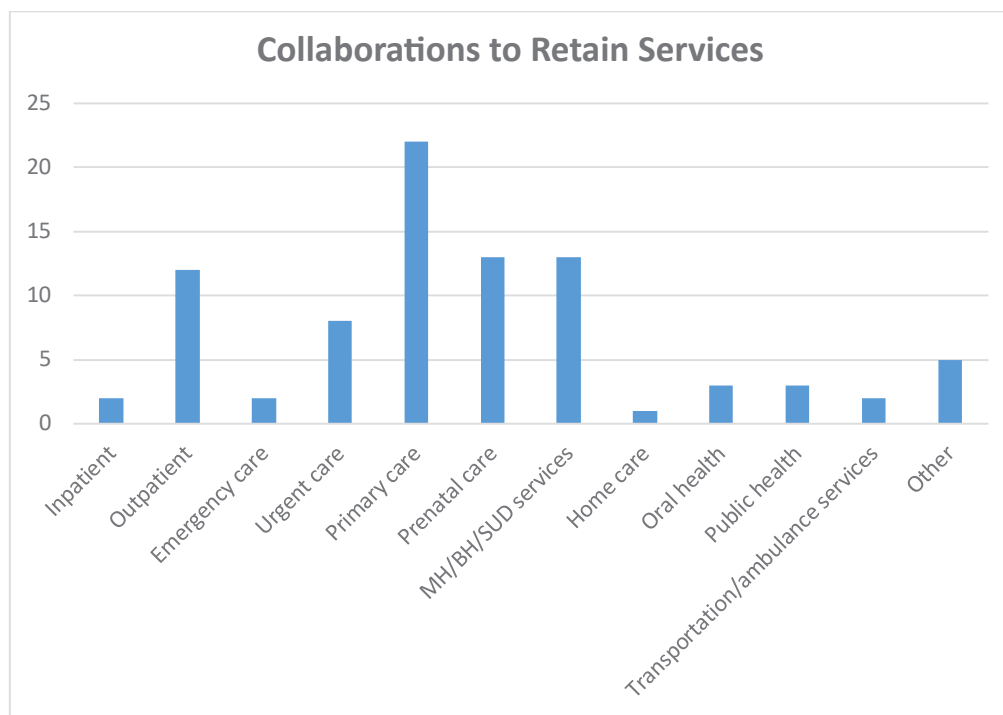 Collaborations to Retain Services
25
20
15
10
5
0
Inpatient
Outpatient
Emergency care
Urgent care
Primary care
Prenatal care
MH/BH/SUD services
Home care
Oral health
Public health
Transportation/ambulance services
Other